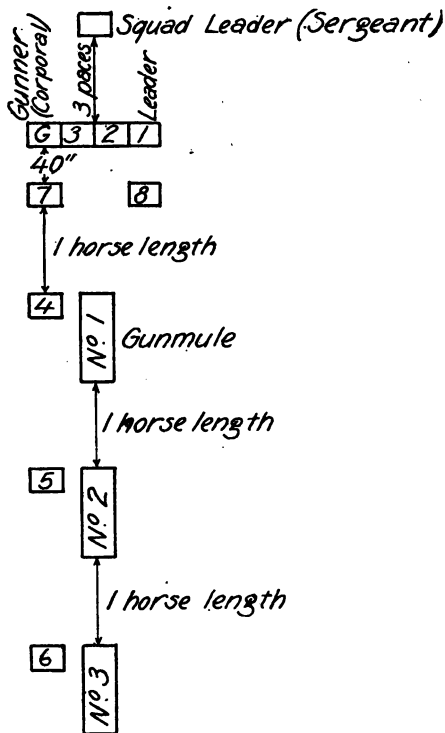 Squad Leader (Sergeant)
Gunner
(Corporal)
3 paces
Leader
G 3 2 1
40"
7 8
1 horse length
4
Nº 1
Gunmule
1 horse length
5
Nº 2
1 horse length
6
Nº 3